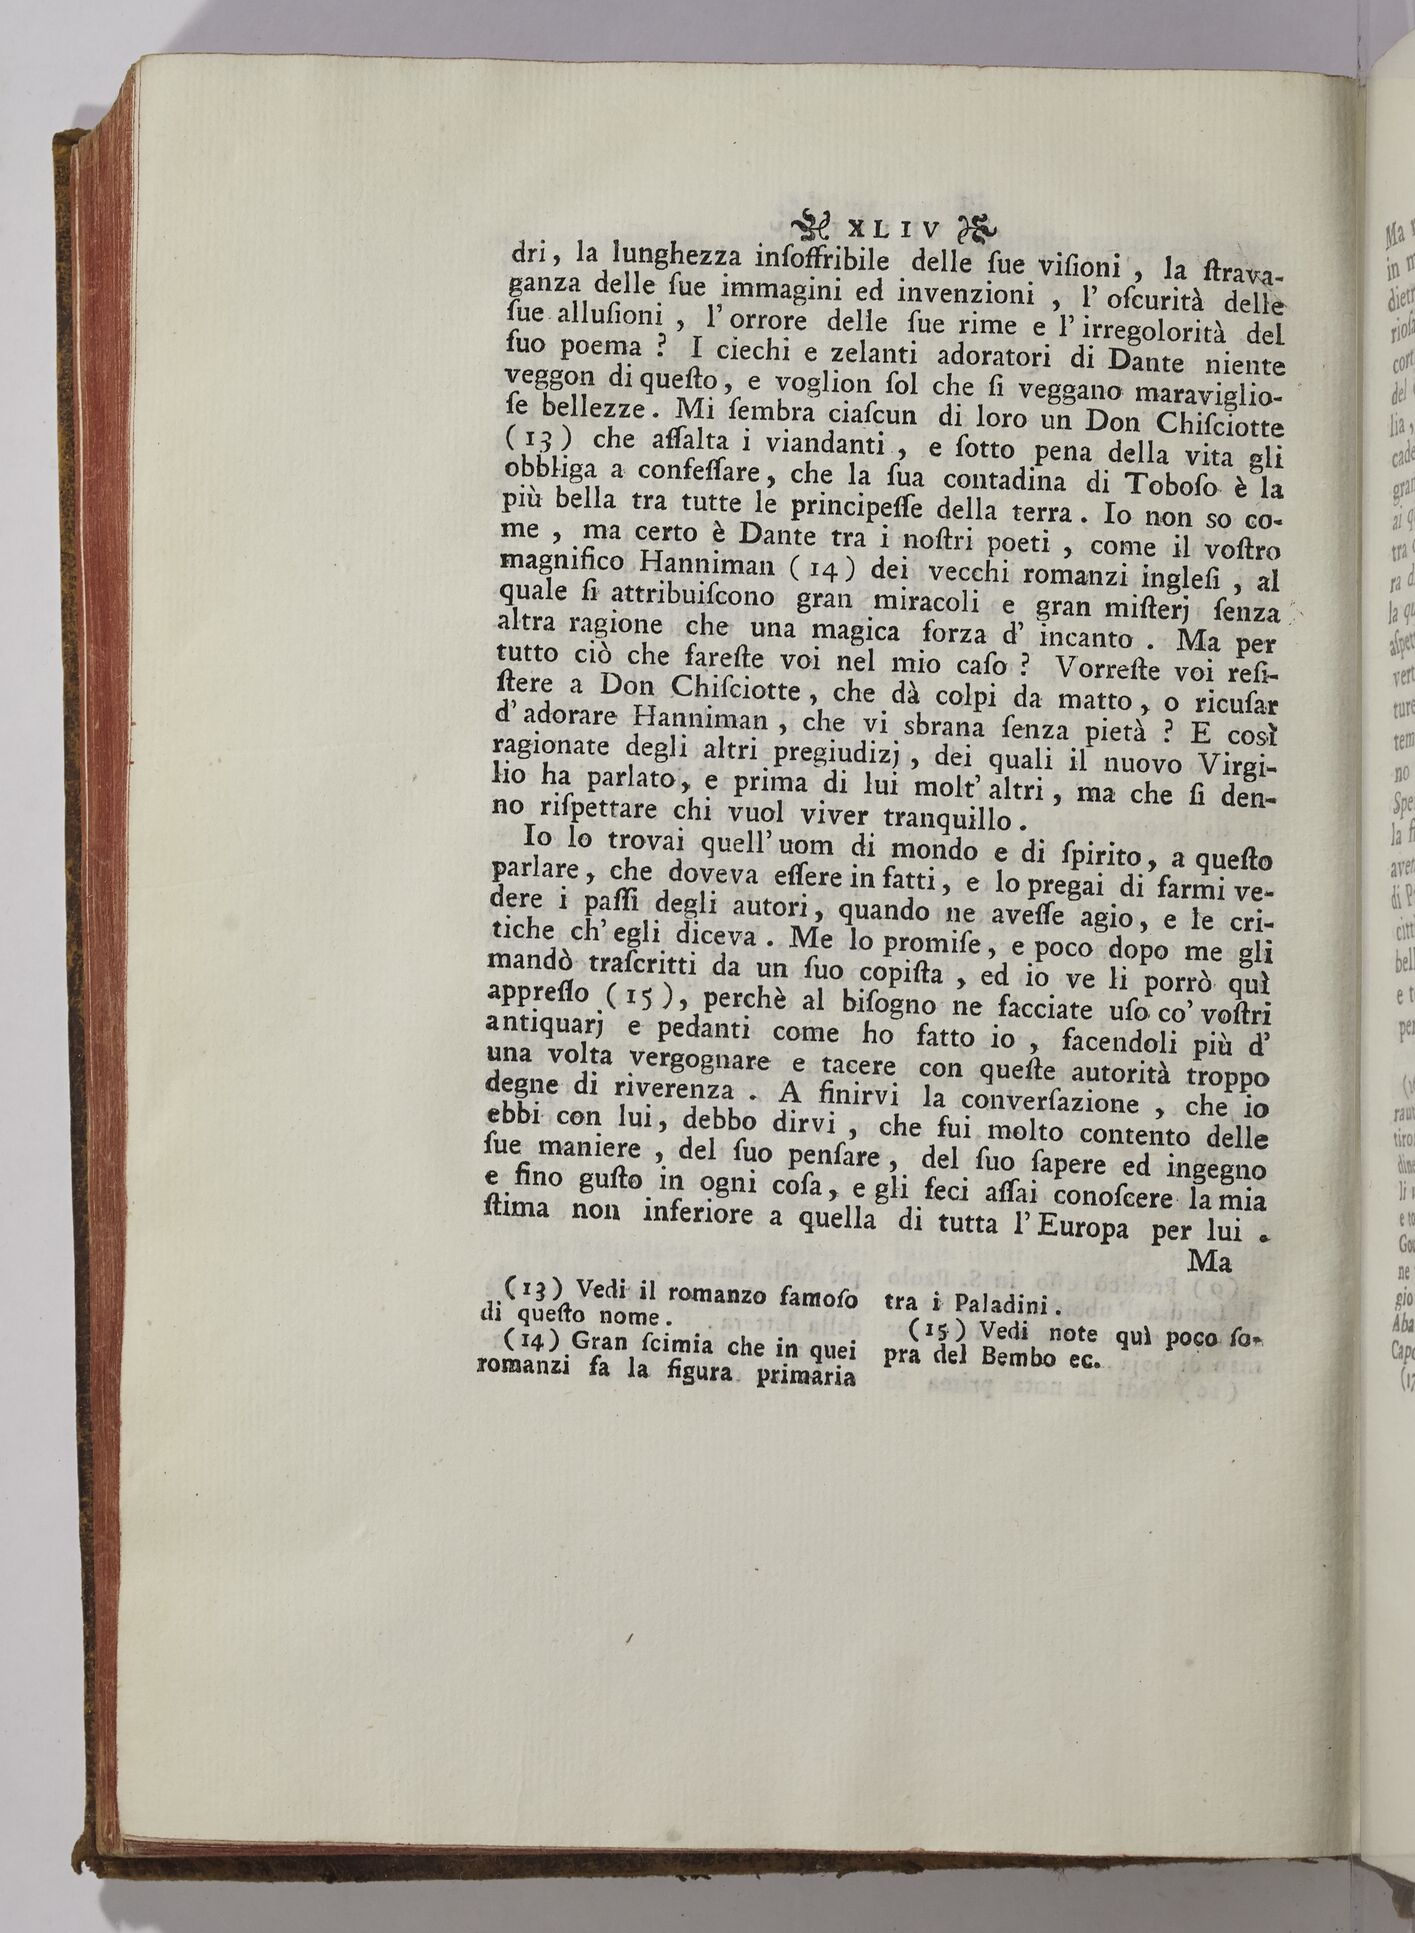 XLIV
dri, la lunghezza inſoffribile delle ſue viſioni , la ſtrava-
ganza delle ſue immagini ed invenzioni , l' oſcurità delle
ſue alluſioni , l' orrore delle ſue rime e l' irregolorità del
ſuo poema ? I ciechi e zelanti adoratori di Dante niente
veggon di queſto, e voglion ſol che ſi veggano maraviglio-
ſe bellezze. Mi ſembra ciaſcun di loro un Don Chiſciotte
(13) che aſſalta i viandanti , e ſotto pena della vita gli
obbliga a confeſſare, che la ſua contadina di Toboſo è la
più bella tra tutte le principeſſe della terra. Io non so co-
me , ma certo è Dante tra i noſtri poeti , come il voſtro
magnifico Hanniman (14) dei vecchi romanzi ingleſi , al
quale ſi attribuiſcono gran miracoli e gran miſterj ſenza
altra ragione che una magica forza d' incanto . Ma per
tutto ciò che fareſte voi nel mio caſo ? Vorreſte voi reſi-
ſtere a Don Chiſciotte, che dà colpi da matto, o ricuſar
d' adorare Hanniman , che vi sbrana ſenza pietà ? E così
ragionate degli altri pregiudizj , dei quali il nuovo Virgi-
lio ha parlato, e prima di lui molt' altri, ma che ſi den-
no riſpettare chi vuol viver tranquillo.
Io lo trovai quell' uom di mondo e di ſpirito, a queſto
parlare, che doveva eſſere in fatti, e lo pregai di farmi ve-
dere i paſſi degli autori, quando ne aveſſe agio, e le cri-
tiche ch' egli diceva. Me lo promiſe, e poco dopo me gli
mandò traſcritti da un ſuo copiſta , ed io ve li porrò quì
appreſſo (15), perchè al biſogno ne facciate uſo co' voſtri
antiquarj e pedanti come ho fatto io , facendoli più d'
una volta vergognare e tacere con queſte autorità troppo
degne di riverenza . A finirvi la converſazione , che io
ebbi con lui, debbo dirvi , che fui molto contento delle
ſue maniere , del ſuo penſare, del ſuo ſapere ed ingegno
e fino guſto in ogni coſa, e gli feci aſſai conoſcere la mia
ſtima non inferiore a quella di tutta l' Europa per lui .
Ma
(13) Vedi il romanzo famoſo
di queſto nome.
(14) Gran ſcimia che in quei
romanzi fa la figura primaria
tra i Paladini.
(15) Vedi note quì poco ſo-
pra del Bembo ec.